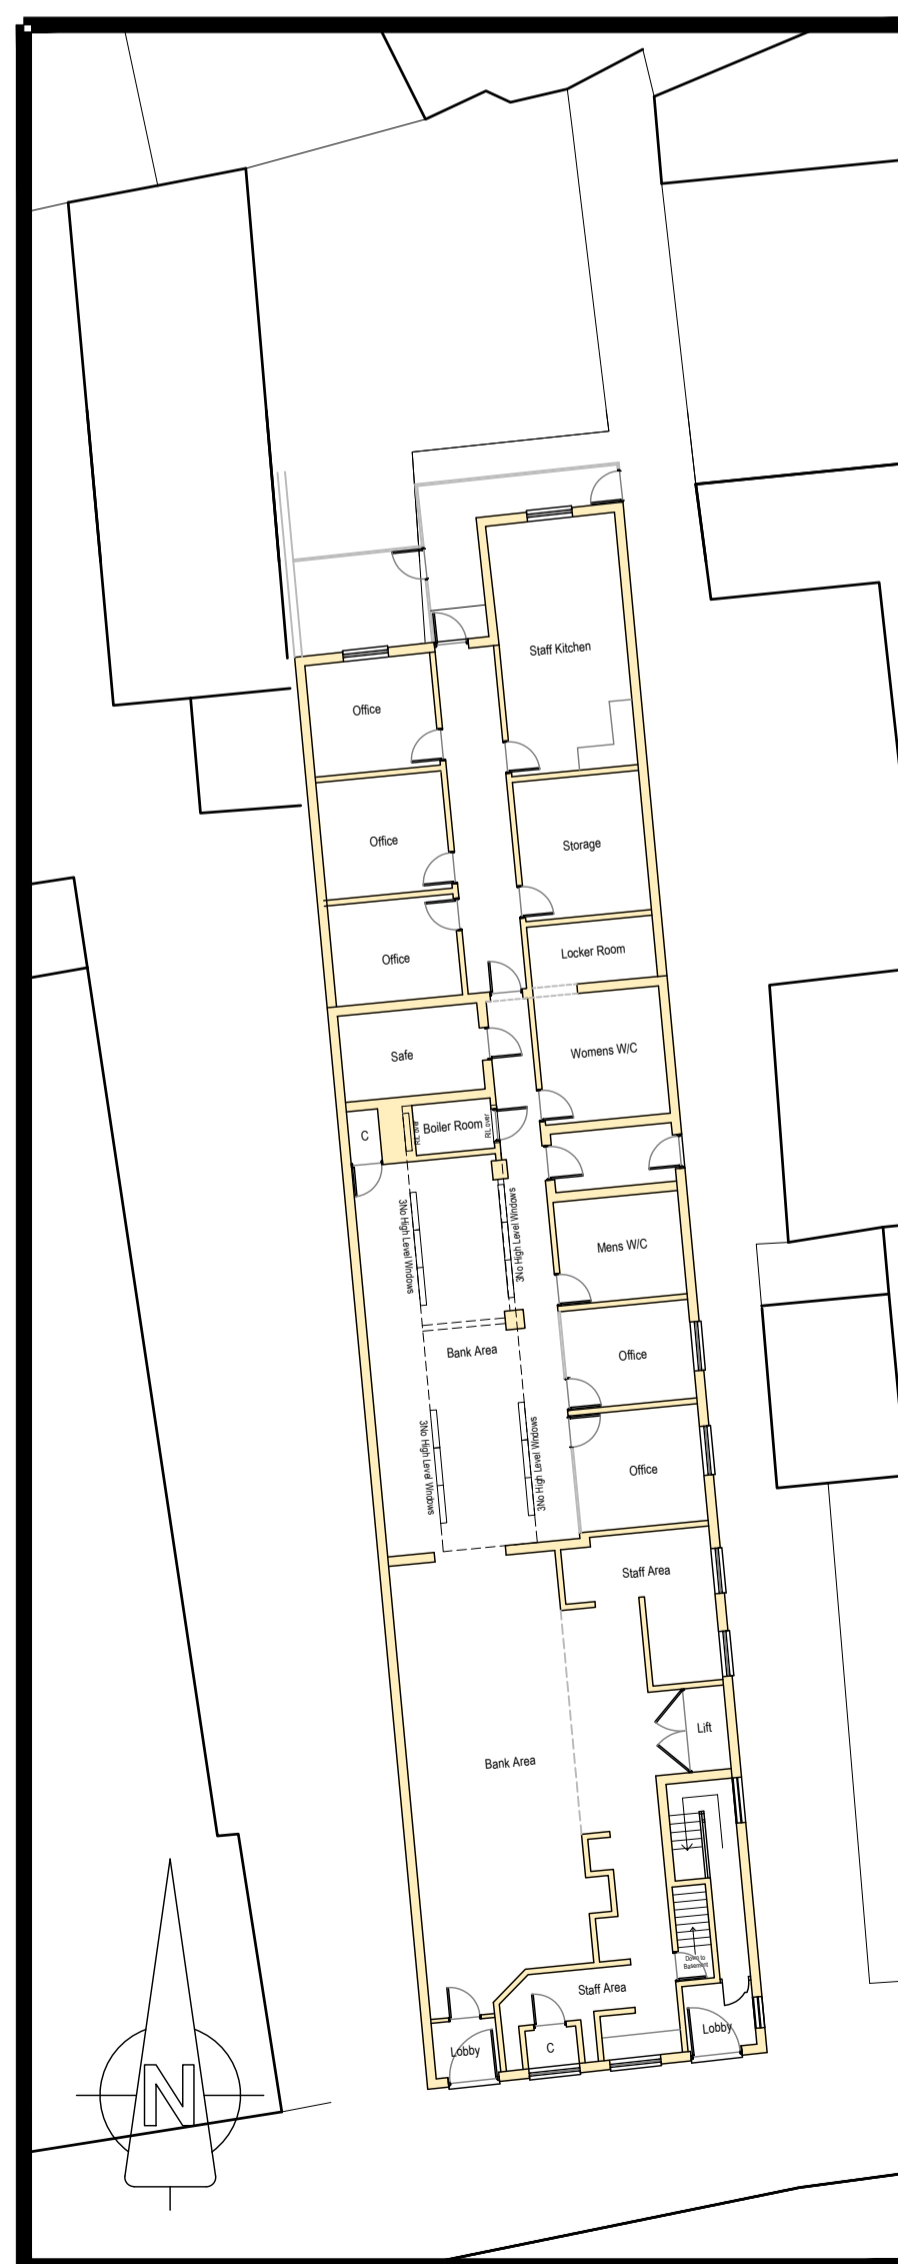 Staff Kitchen
Office
Office
Storage
Office
Locker Room
Safe
Womens W/C
C
RL over
Boiler Room
RL over
3No High Level Windows
3No High Level Windows
Mens W/C
Bank Area
Office
3No High Level Windows
3No High Level Windows
Office
Staff Area
Lift
Bank Area
Down to
Basement
Staff Area
Lobby
C
Lobby
N